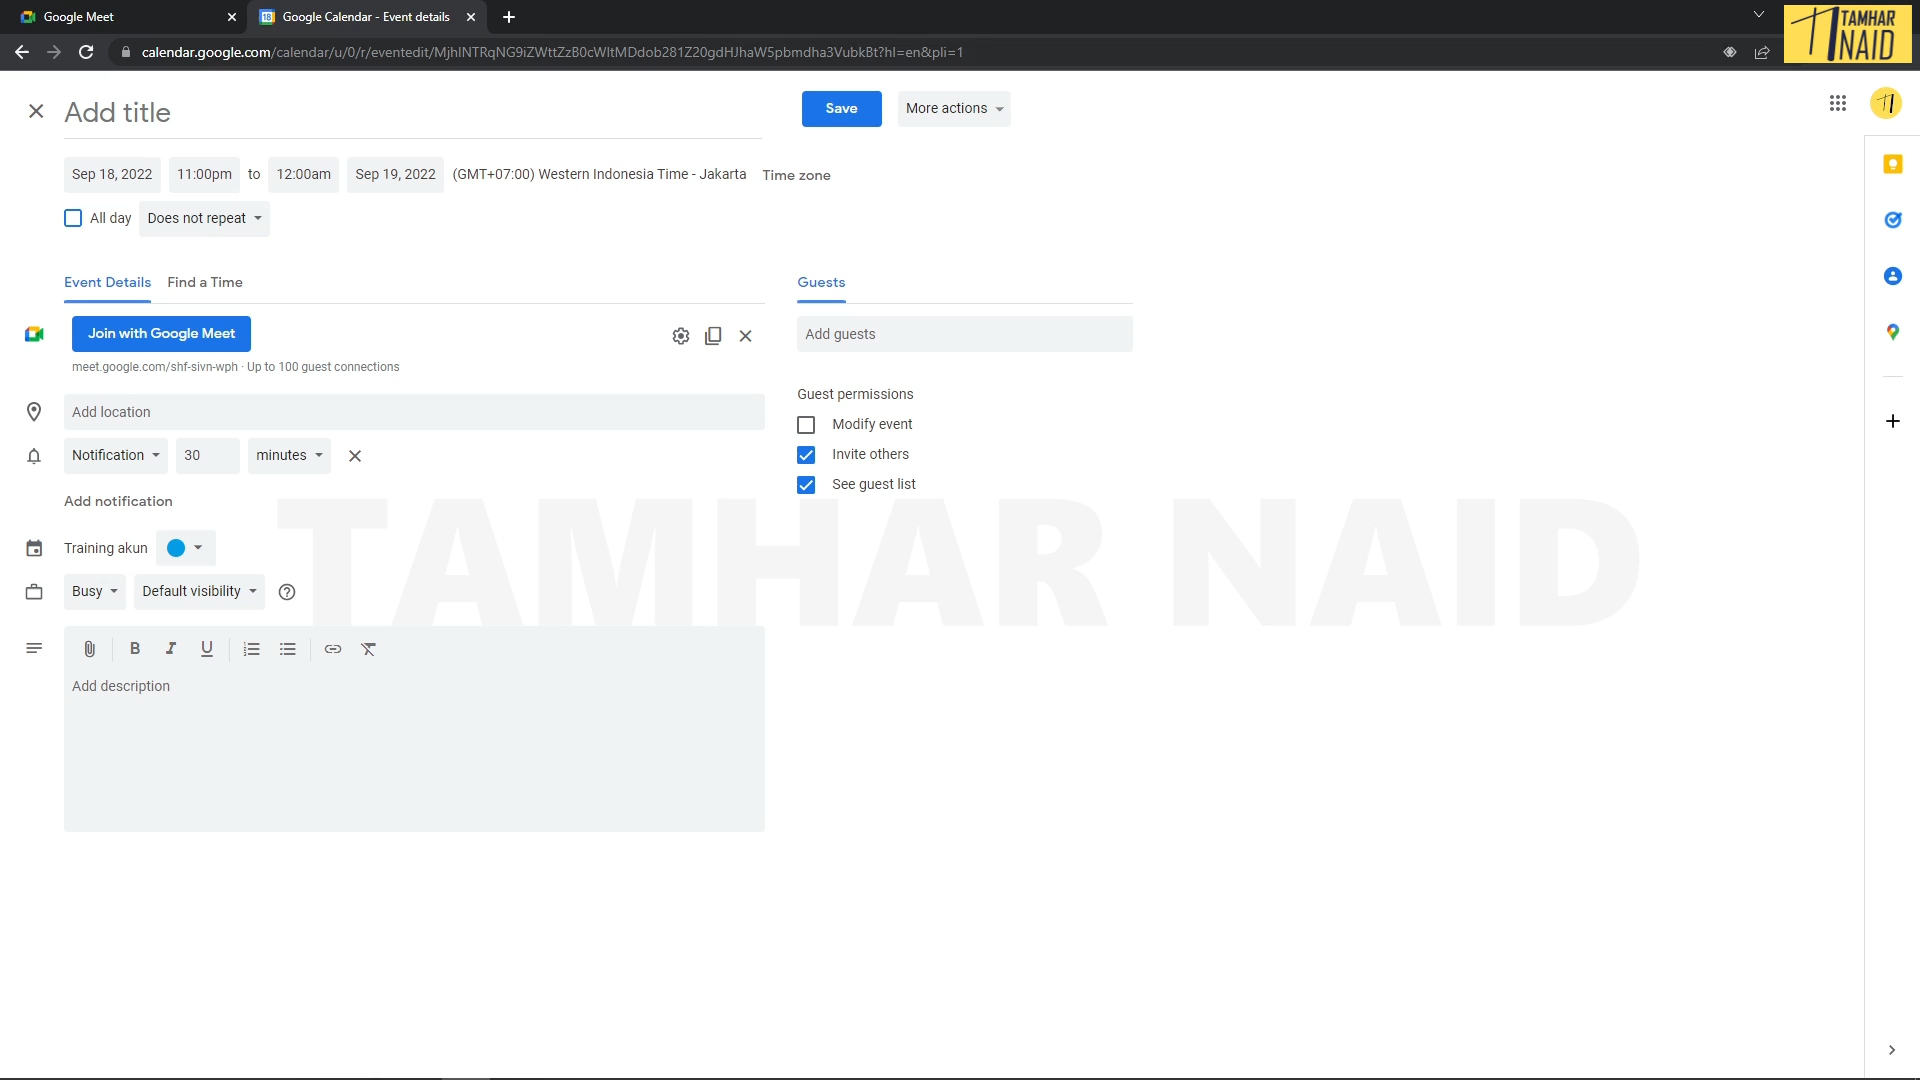 Google Meet
Google Calendar - Event details
TAMHAR
NAID
calendar.google.com/calendar/u/0/r/eventedit/MjhlNTRqNG9iZWttZzB0cWltMDdob281Z20gdHJhaW5pbmdha3VubkBt?hl=en&pli=1
Add title
Save
More actions
Sep 18, 2022 11:00pm to 12:00am Sep 19, 2022 (GMT+07:00) Western Indonesia Time - Jakarta Time zone
All day Does not repeat
Event Details Find a Time
Guests
Join with Google Meet
meet.google.com/shf-sivn-wph · Up to 100 guest connections
Add guests
Guest permissions
Add location
Modify event
Notification 30 minutes
Invite others
See guest list
Add notification
TAMHAR NAID
Training akun
Busy Default visibility
B I U
Add description